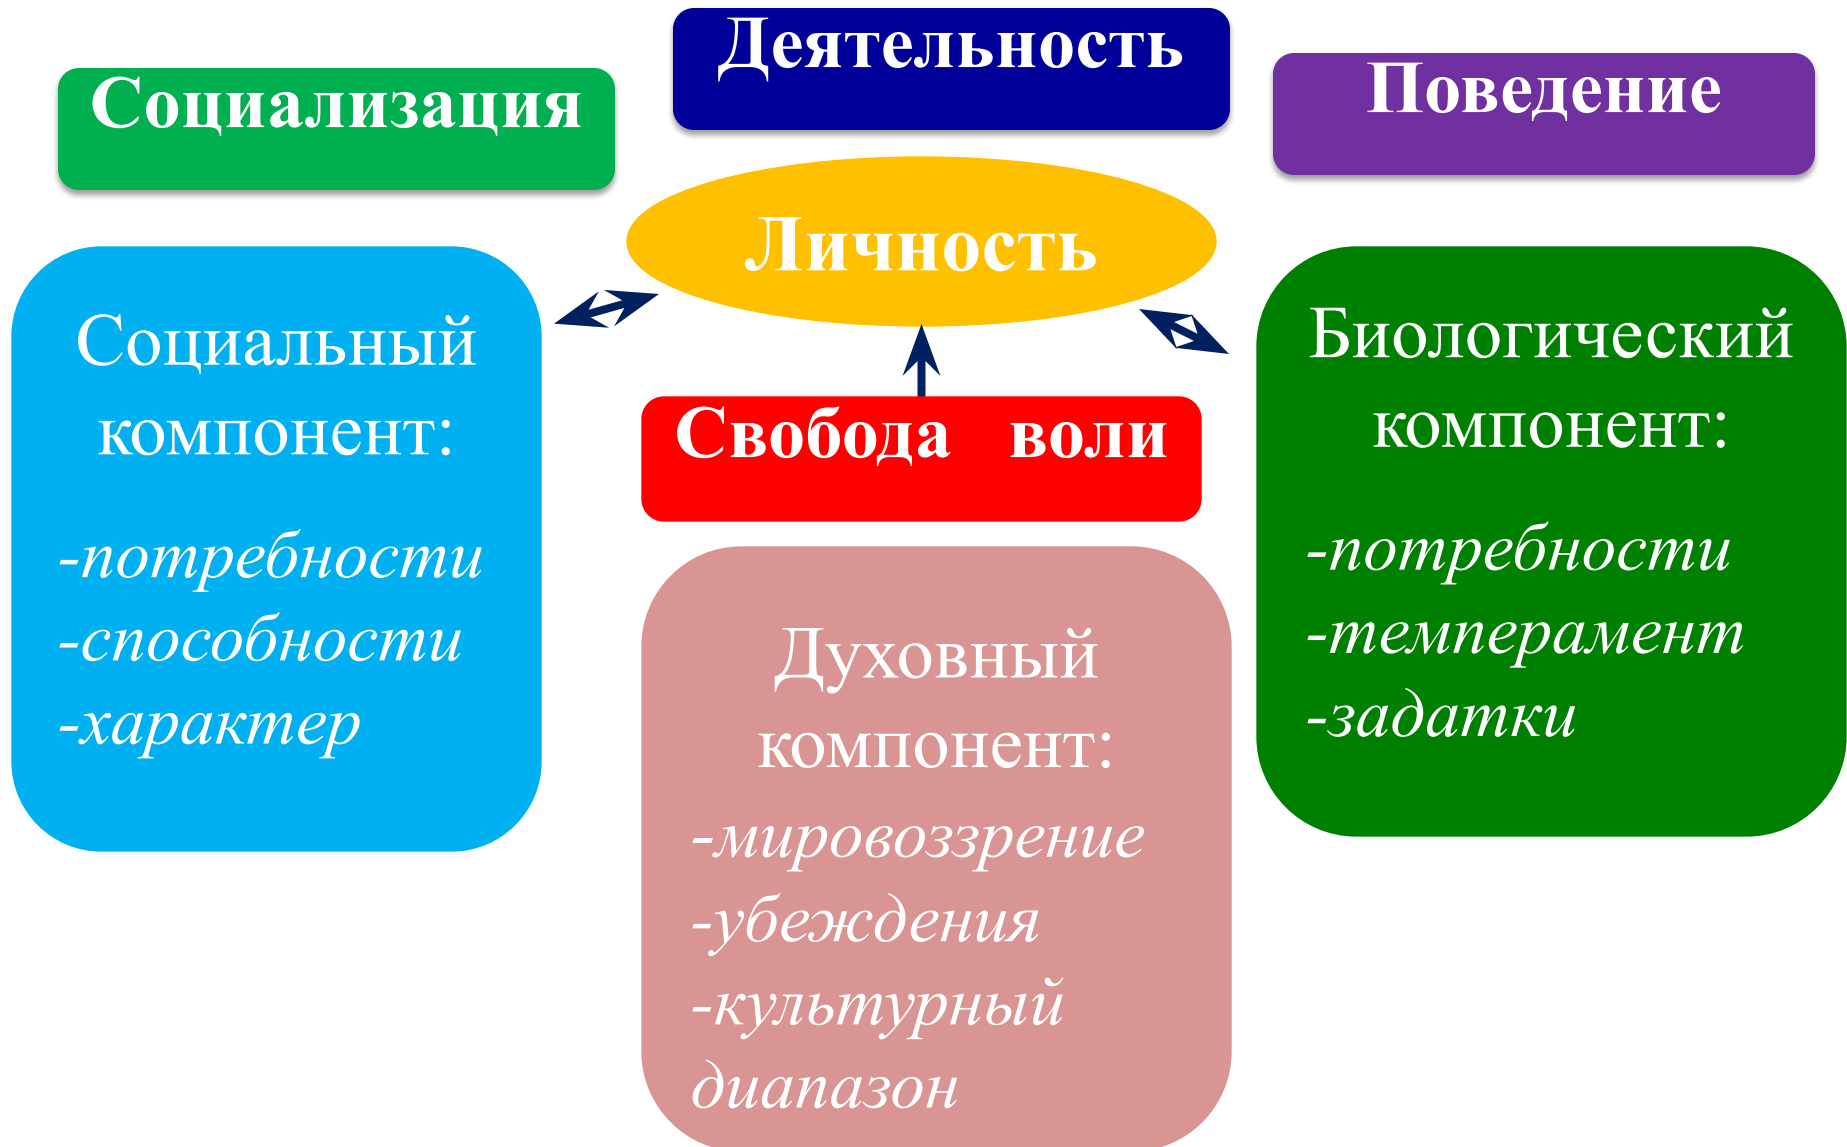 Деятельность
Социализация
Поведение
Личность
Социальный
компонент:
-потребности
-способности
-характер
Свобода воли
Духовный
компонент:
-мировоззрение
-убеждения
-культурный
диапазон
Биологический
компонент:
-потребности
-темперамент
-задатки